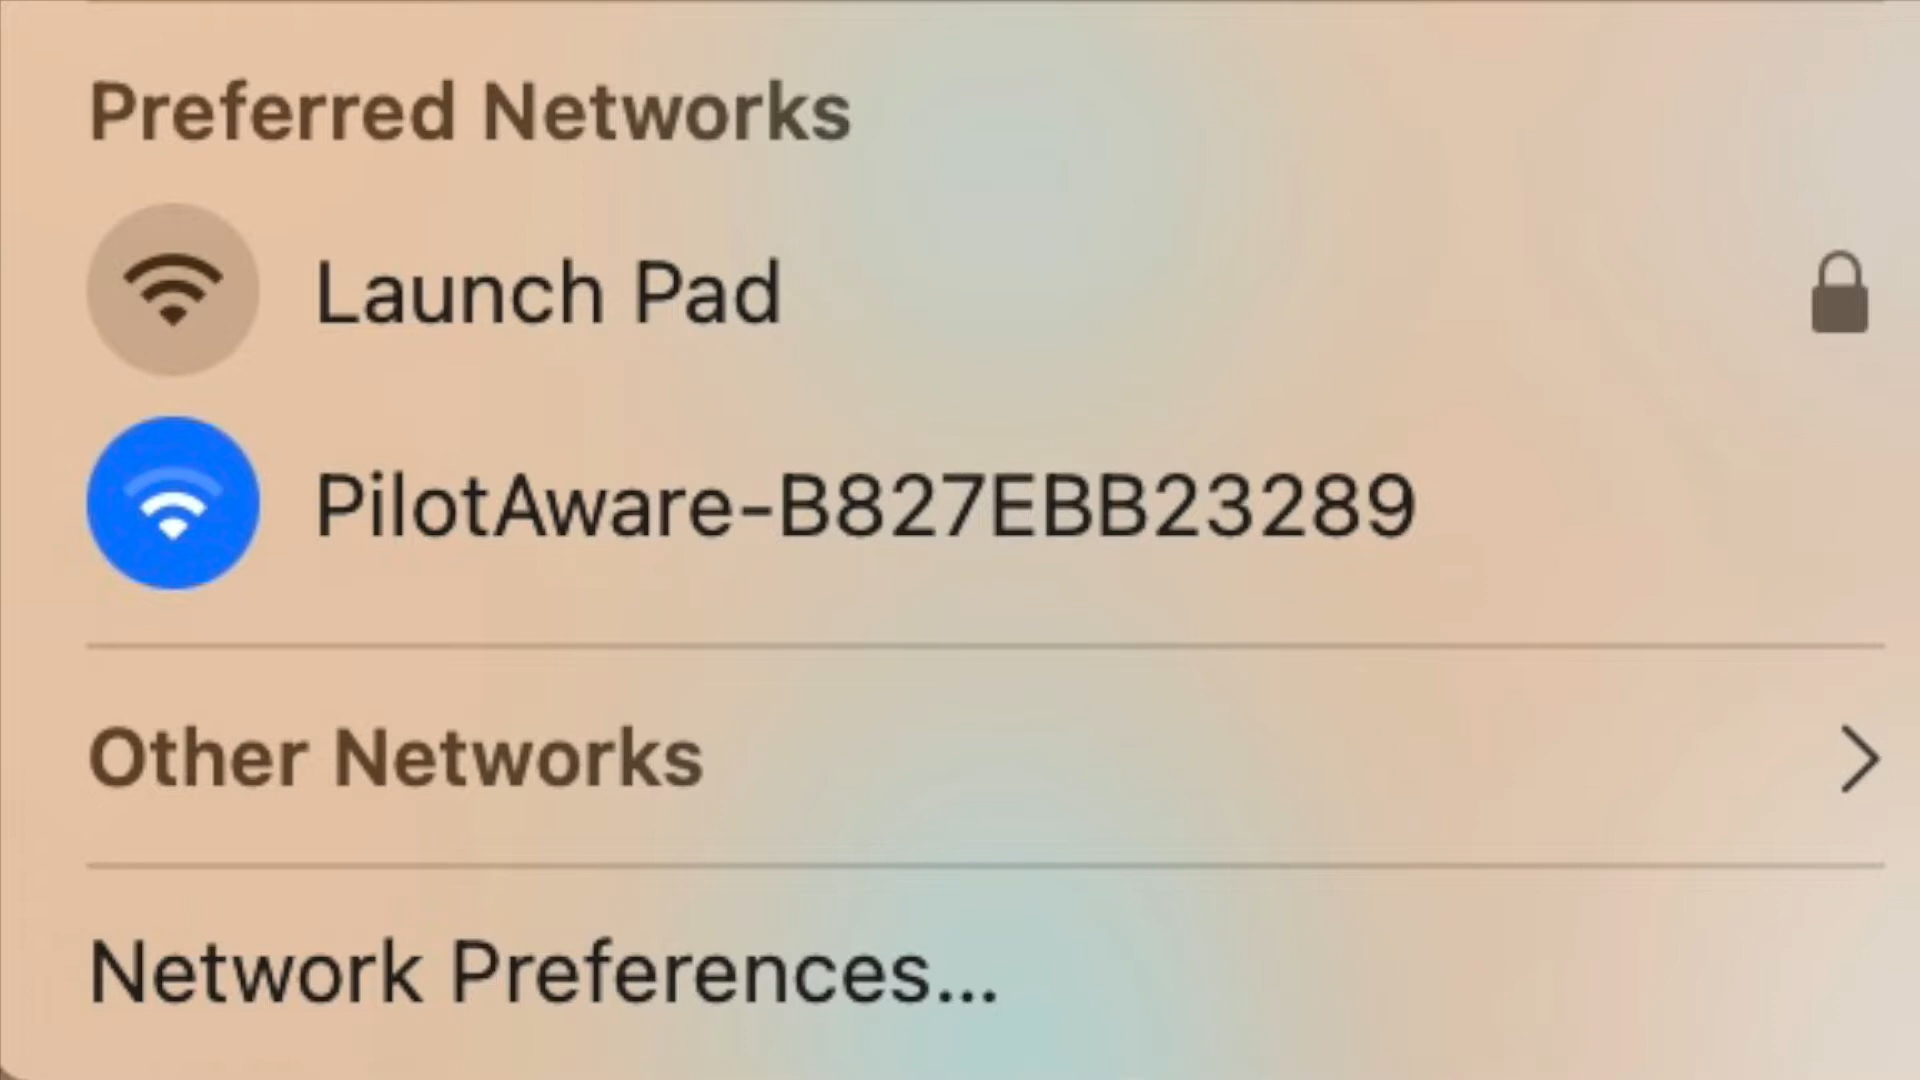 Preferred Networks
Launch Pad
PilotAware-B827EBB23289
Other Networks
Network Preferences...